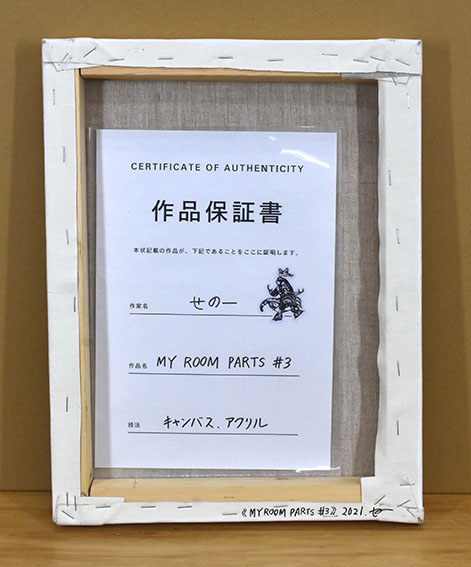 CERTIFICATE OF AUTHENTICITY
作品保証書
本状記載の作品が、下記であることをここに証明します。
作家名 せの一
作品名 MY ROOM PARTS #3
技法 キャンバス、アクリル
《MY ROOM PARTS #3》 2021. せ